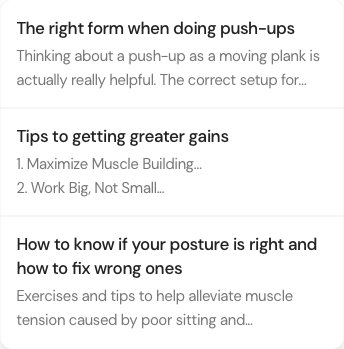 The right form when doing push-ups
Thinking about a push-up as a moving plank is
actually really helpful. The correct setup for...
Tips to getting greater gains
1. Maximize Muscle Building...
2. Work Big, Not Small...
How to know if your posture is right and
how to fix wrong ones
Exercises and tips to help alleviate muscle
tension caused by poor sitting and...